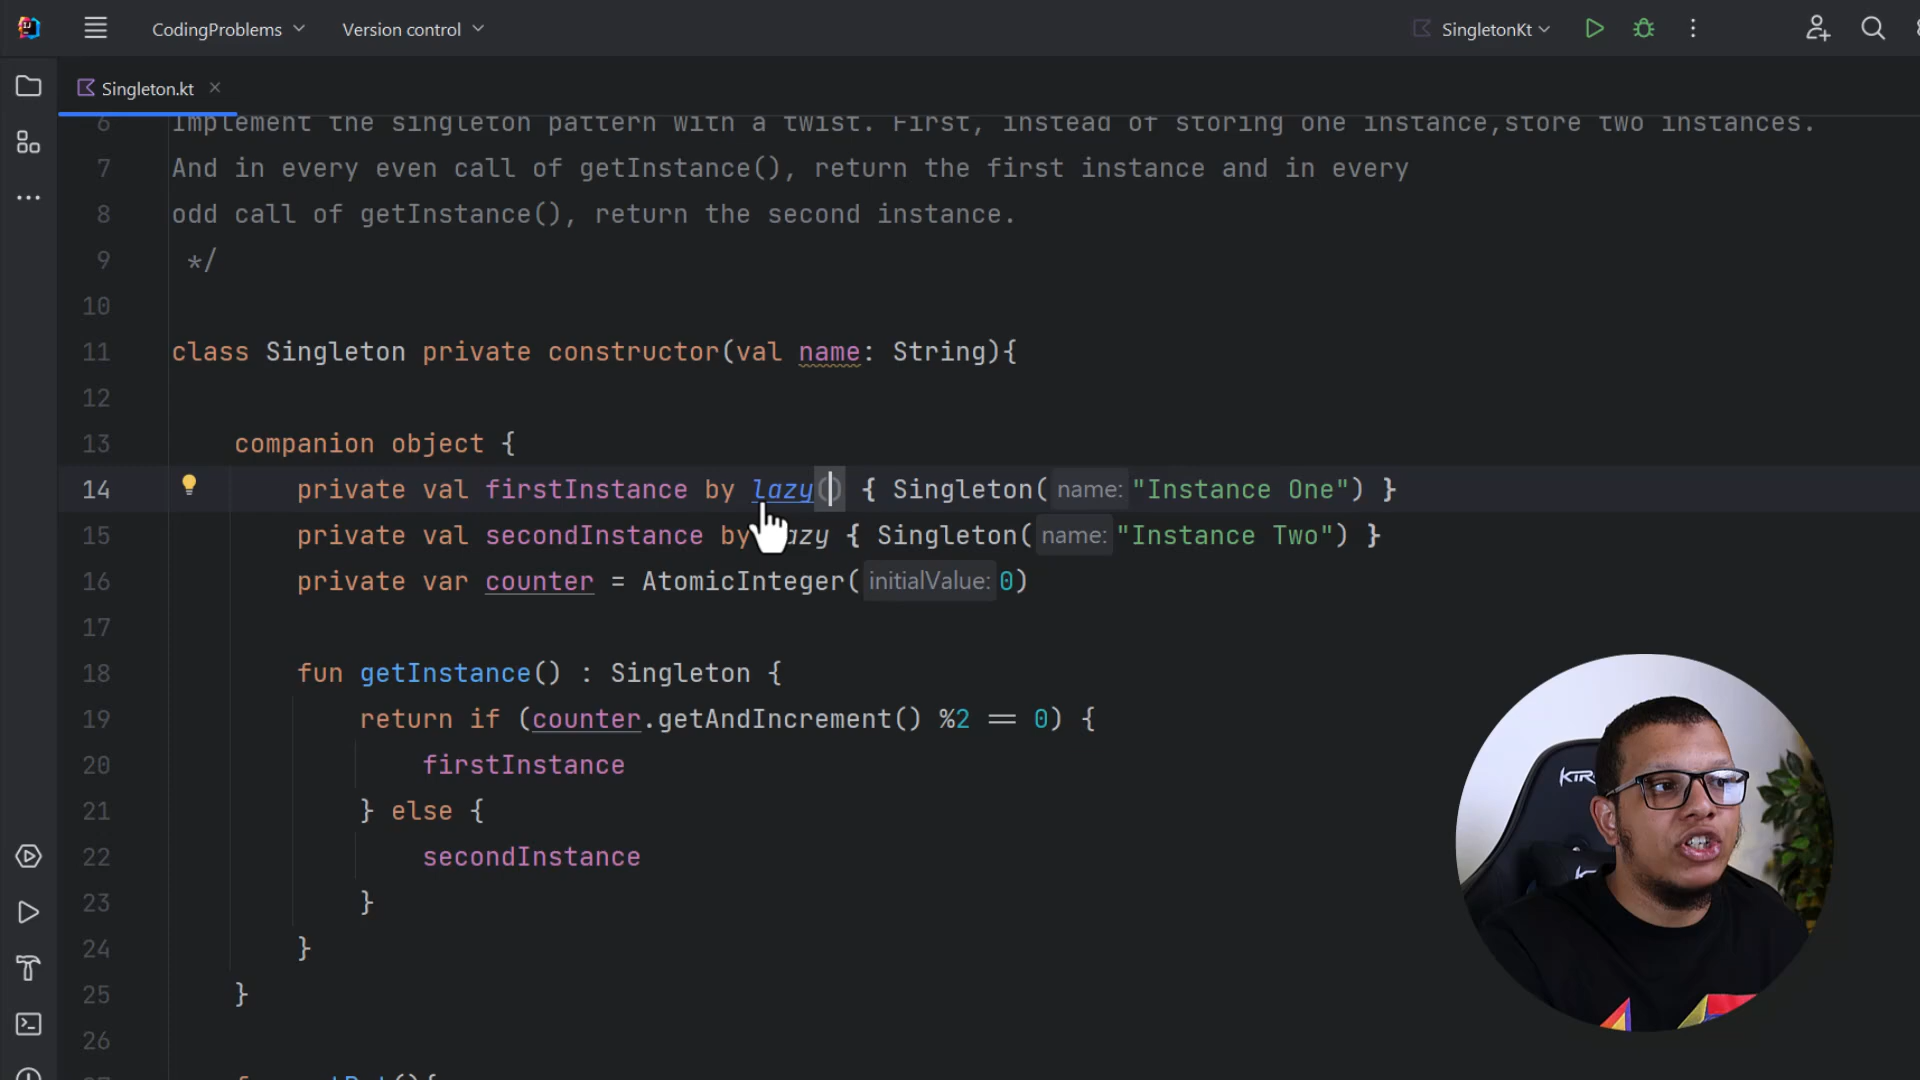 CodingProblems
Version control
SingletonKt
Singleton.kt
6 Implement the singleton pattern with a twist. First, instead of storing one instance,store two instances.
7 And in every even call of getInstance(), return the first instance and in every
8 odd call of getInstance(), return the second instance.
9 */
10
11 class Singleton private constructor(val name: String){
12
13 companion object {
14 private val firstInstance by lazy() { Singleton( name: "Instance One") }
15 private val secondInstance by lazy { Singleton( name: "Instance Two") }
16 private var counter = AtomicInteger( initialValue: 0)
17
18 fun getInstance() : Singleton {
19 return if (counter.getAndIncrement() %2 == 0) {
20 firstInstance
21 } else {
22 secondInstance
23 }
24 }
25 }
26